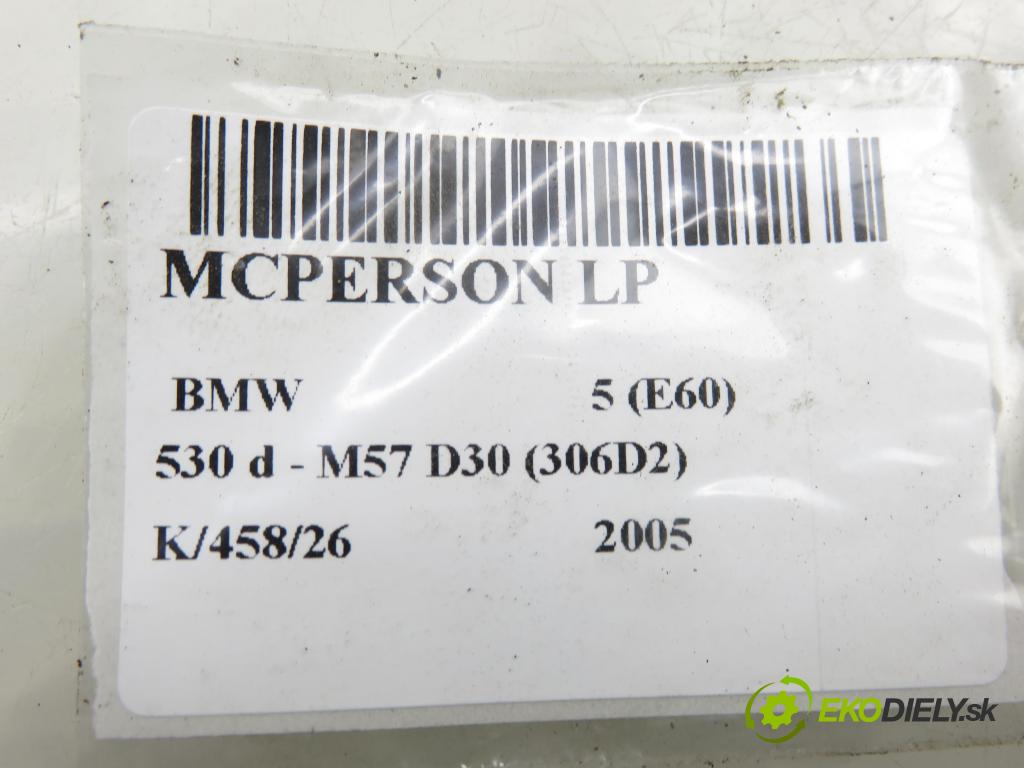 MCPERSON LP
BMW 5 (E60)
530 d - M57 D30 (306D2)
K/458/26 2005
EKODIELY.sk